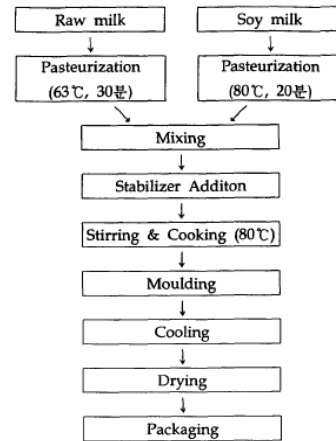 Raw milk
Soy milk
Pasteurization
(63℃, 30분)
Pasteurization
(80℃, 20분)
Mixing
Stabilizer Additon
Stirring & Cooking (80℃)
Moulding
Cooling
Drying
Packaging